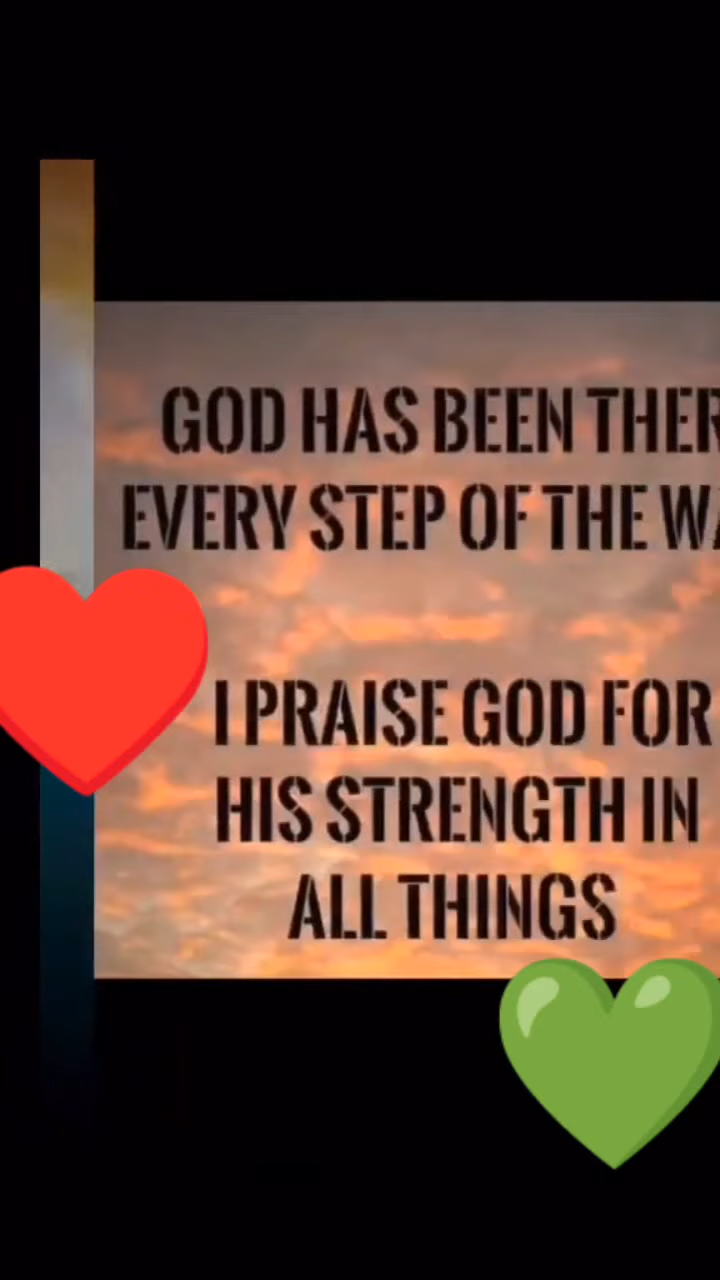 GOD HAS BEEN THER
EVERY STEP OF THE WA
I PRAISE GOD FOR
HIS STRENGTH IN
ALL THINGS